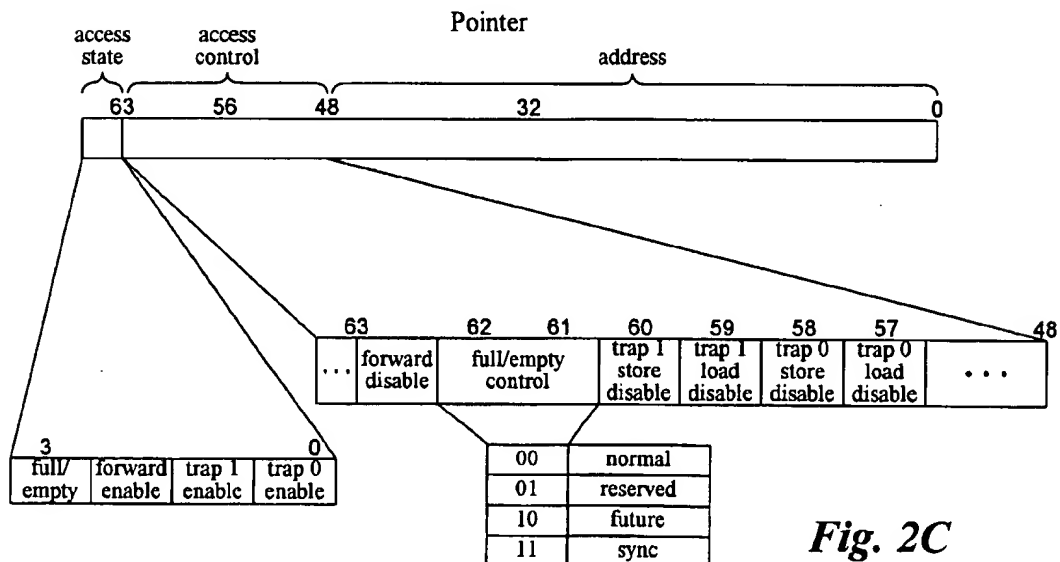 Pointer
access state
access control
address
63 56 48 32 0
63 62 61 60 59 58 57 48
...
forward disable
full/empty control
trap 1 store disable
trap 1 load disable
trap 0 store disable
trap 0 load disable
...
3 0
full/ empty
forward enable
trap 1 enable
trap 0 enable
00 normal
01 reserved
10 future
11 sync
Fig. 2C